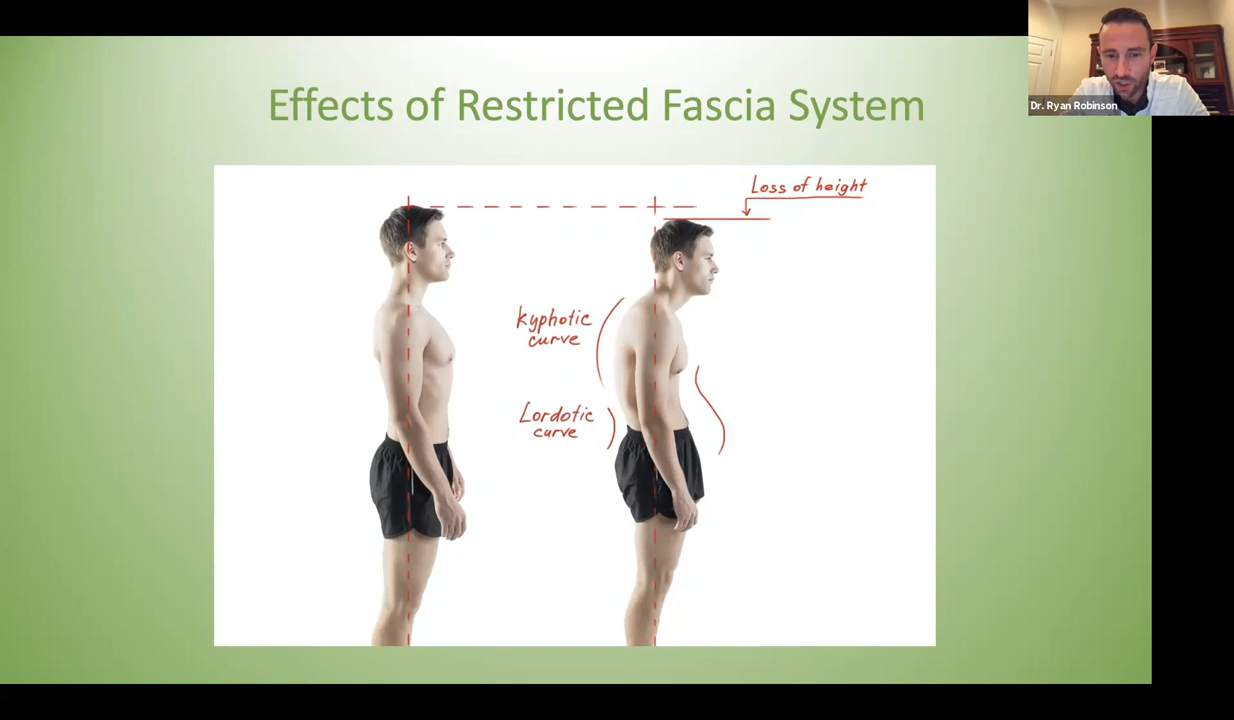 Effects of Restricted Fascia System
Dr. Ryan Robinson
Loss of height
kyphotic
curve
Lordotic
curve